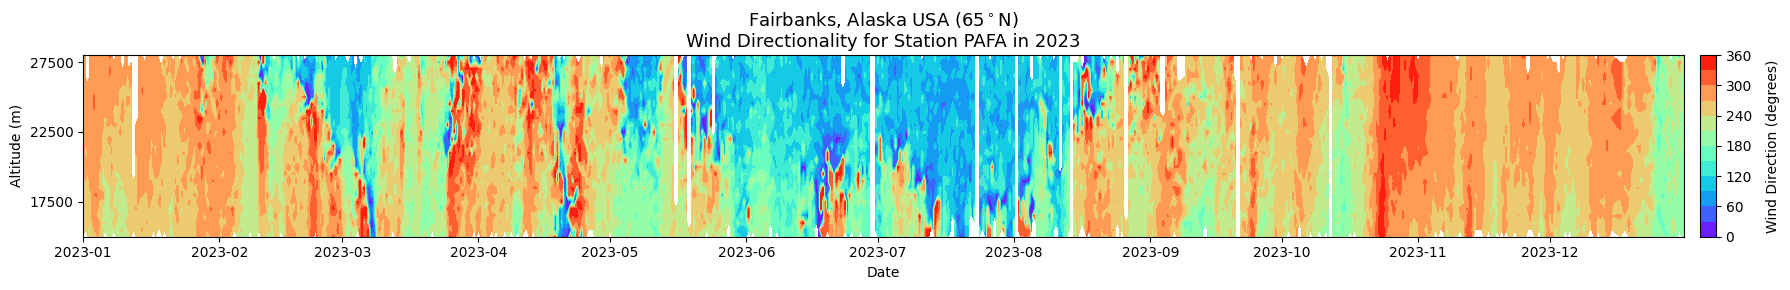 Fairbanks, Alaska USA (65°N)
Wind Directionality for Station PAFA in 2023
27500
22500
17500
Altitude (m)
2023-01 2023-02 2023-03 2023-04 2023-05 2023-06 2023-07 2023-08 2023-09 2023-10 2023-11 2023-12
Date
360
300
240
180
120
60
0
Wind Direction (degrees)